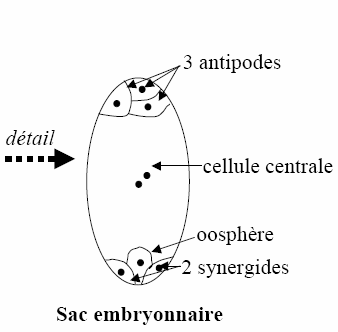 3 antipodes
détail
cellule centrale
oosphère
2 synergides
Sac embryonnaire